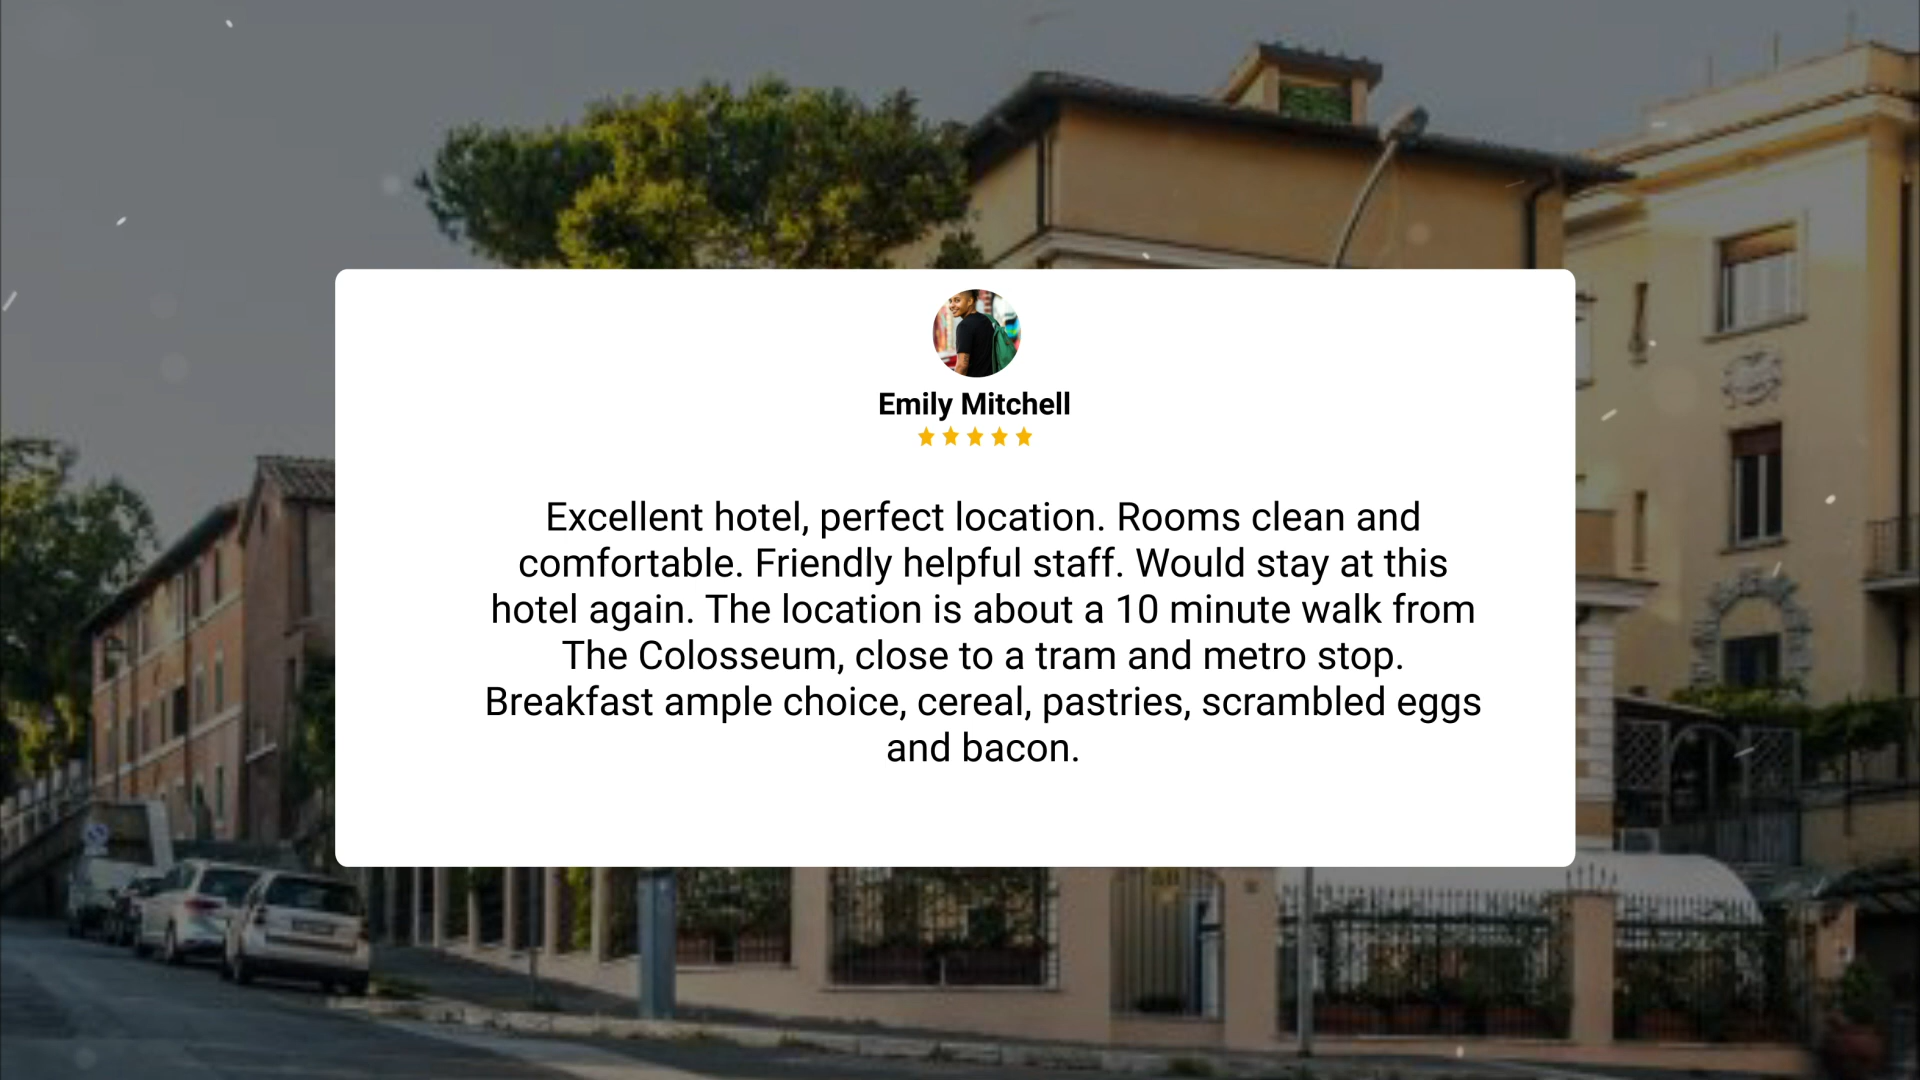 Emily Mitchell
Excellent hotel, perfect location. Rooms clean and
comfortable. Friendly helpful staff. Would stay at this
hotel again. The location is about a 10 minute walk from
The Colosseum, close to a tram and metro stop.
Breakfast ample choice, cereal, pastries, scrambled eggs
and bacon.